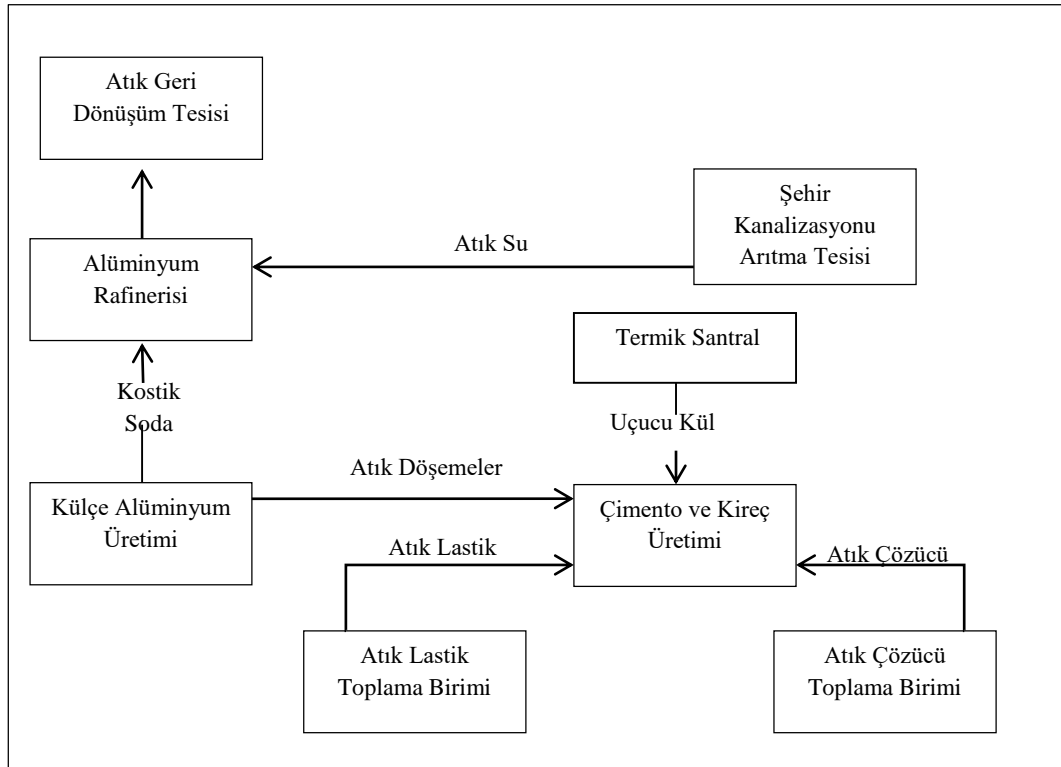 Atık Geri
Dönüşüm Tesisi
Şehir
Kanalizasyonu
Arıtma Tesisi
Atık Su
Alüminyum
Rafinerisi
Termik Santral
Kostik
Soda
Uçucu Kül
Atık Döşemeler
Külçe Alüminyum
Üretimi
Çimento ve Kireç
Üretimi
Atık Lastik
Atık Çözücü
Atık Lastik
Toplama Birimi
Atık Çözücü
Toplama Birimi